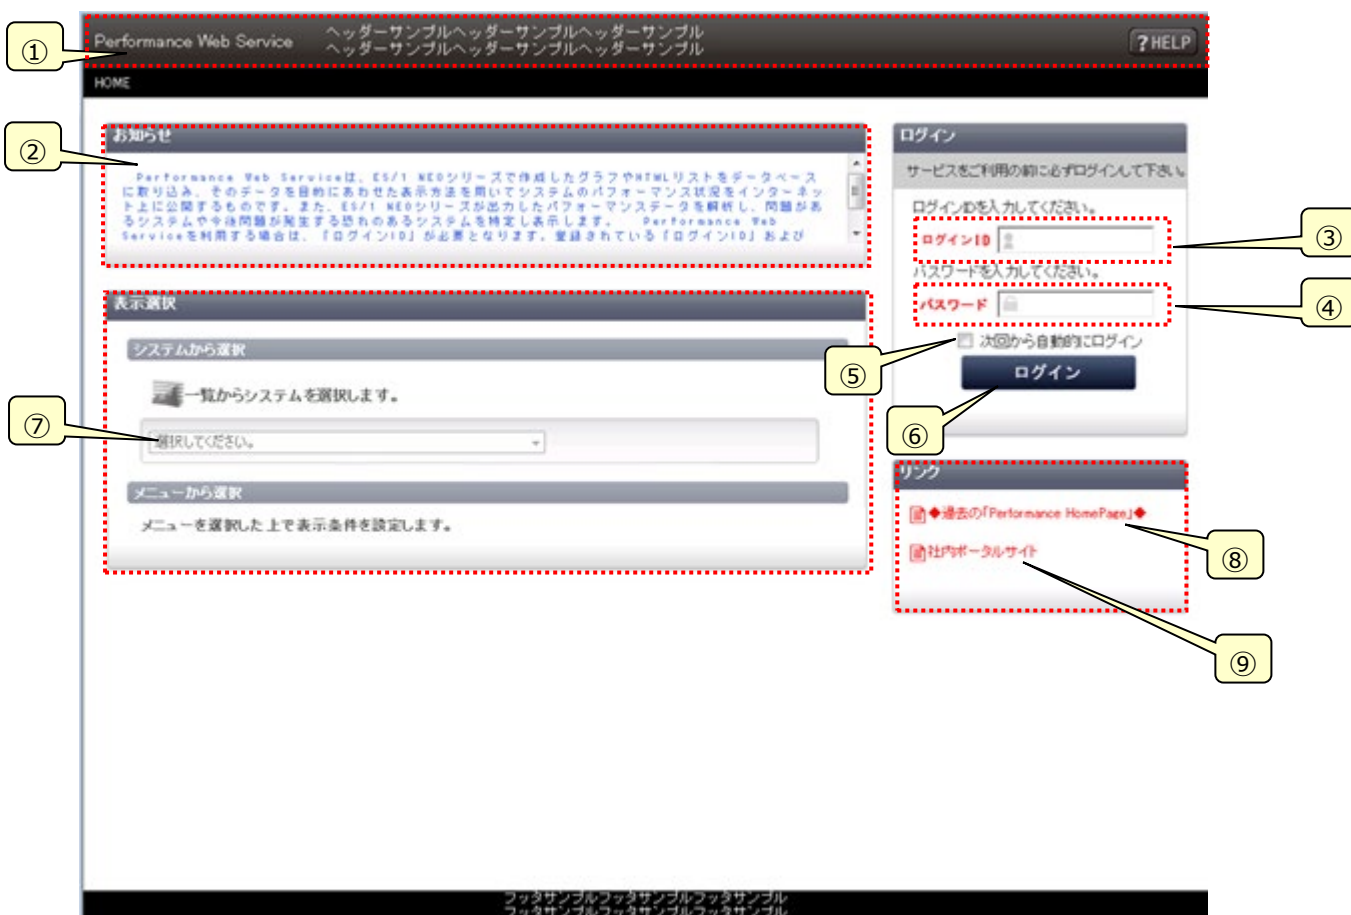 ①
Performance Web Service
ヘッダーサンプルヘッダーサンプルヘッダーサンプル
ヘッダーサンプルヘッダーサンプルヘッダーサンプル
?HELP
HOME
②
お知らせ
Performance Web Serviceは、ES/1 NEOシリーズで作成したグラフやHTMLリストをデータベース
に取り込み、そのデータを目的にあわせた表示方法を用いてシステムのパフォーマンス状況をインターネッ
ト上に公開するものです。また、ES/1 NEOシリーズが出力したパフォーマンスデータを解析し、問題があ
るシステムや今後問題が発生する恐れのあるシステムを特定し表示します。 Performance Web
Serviceを利用する場合は、「ログインID」が必要となります。登録されている「ログインID」および
ログイン
サービスをご利用の前に必ずログインして下さい。
ログインIDを入力してください。
ログインID
③
パスワードを入力してください。
パスワード
④
次回から自動的にログイン
⑤
ログイン
⑥
表示選択
システムから選択
一覧からシステムを選択します。
⑦
選択してください。
メニューから選択
メニューを選択した上で表示条件を設定します。
リンク
◆過去の「Performance HomePage」◆
⑧
社内ポータルサイト
⑨
フッタサンプルフッタサンプルフッタサンプル
フッタサンプルフッタサンプルフッタサンプル